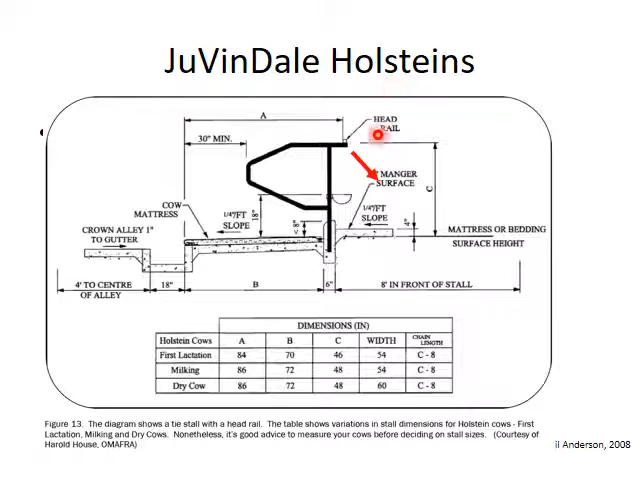 JuVinDale Holsteins
A
HEAD
RAIL
30" MIN.
MANGER
SURFACE
COW
MATTRESS
1/4"/FT
SLOPE
18"
<8"
C
1/4"/FT
SLOPE
4"
CROWN ALLEY 1"
TO GUTTER
MATTRESS OR BEDDING
SURFACE HEIGHT
4' TO CENTRE
OF ALLEY
18"
B
6"
8' IN FRONT OF STALL
DIMENSIONS (IN)
Holstein Cows A B C WIDTH CHAIN LENGTH
First Lactation 84 70 46 54 C - 8
Milking 86 72 48 54 C - 8
Dry Cow 86 72 48 60 C - 8
Figure 13. The diagram shows a tie stall with a head rail. The table shows variations in stall dimensions for Holstein cows - First
Lactation, Milking and Dry Cows. Nonetheless, it's good advice to measure your cows before deciding on stall sizes. (Courtesy of
Harold House, OMAFRA)
il Anderson, 2008